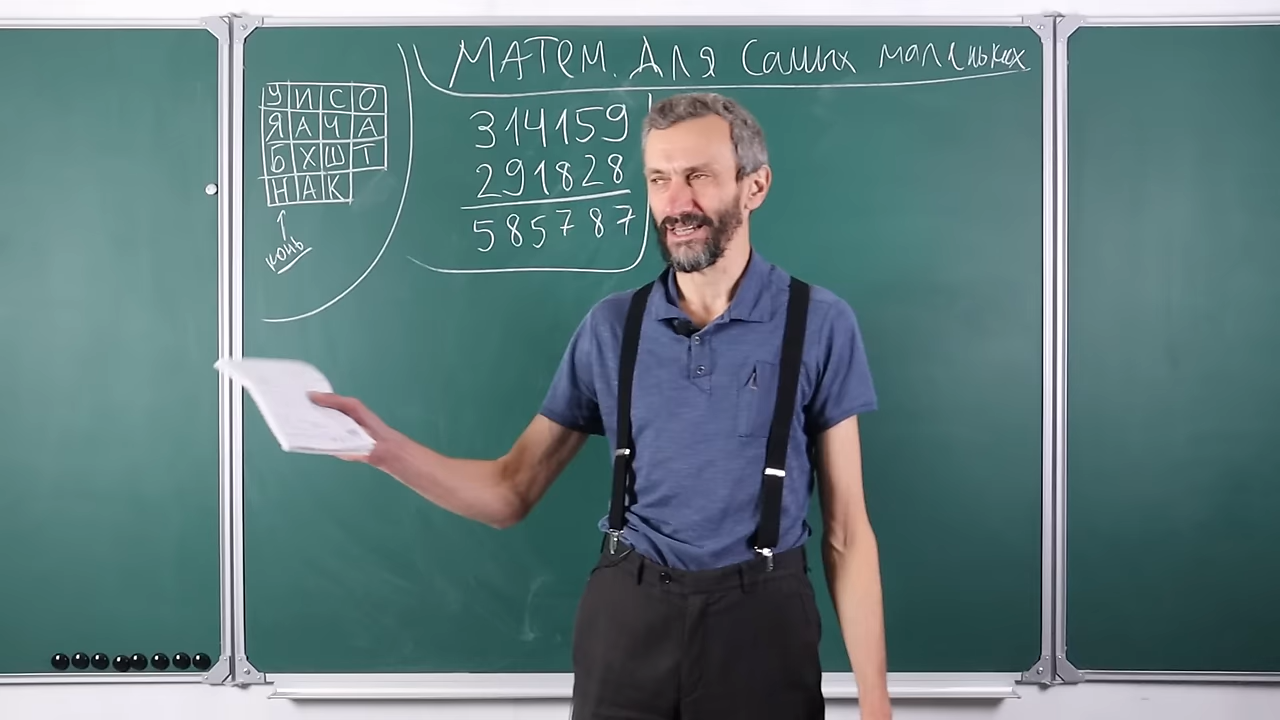 МАТЕМ. ДЛЯ Самых маленьких
У И С О
Я А Ч А
Б Х Ш Т
Н А К
конь
314159
291828
585787